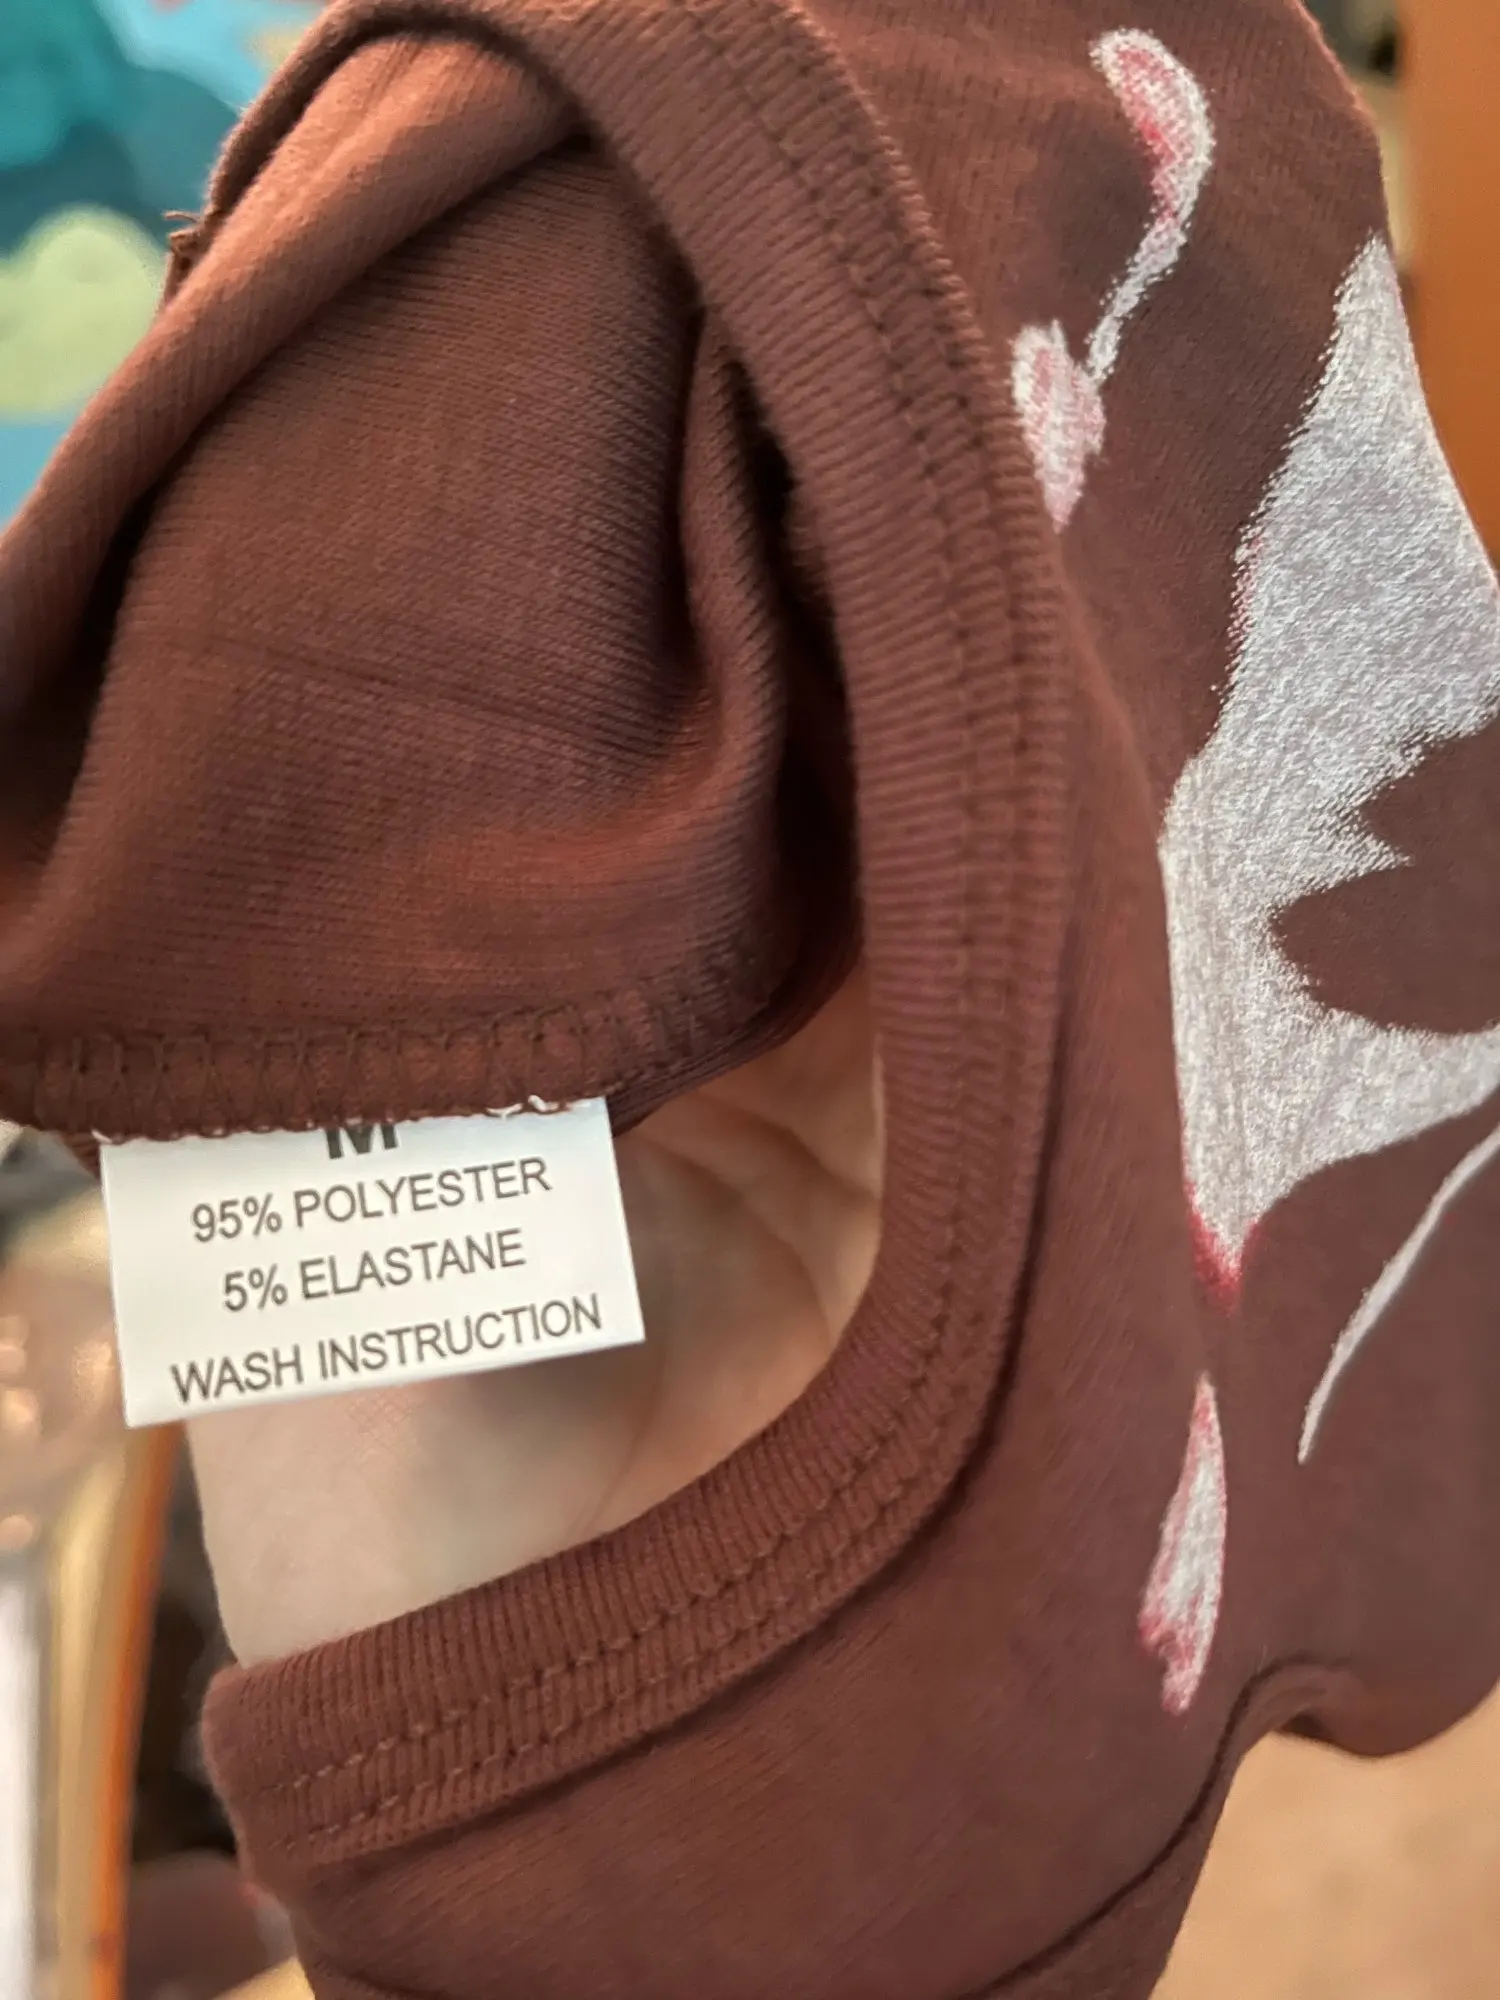 M
95% POLYESTER
5% ELASTANE
WASH INSTRUCTION